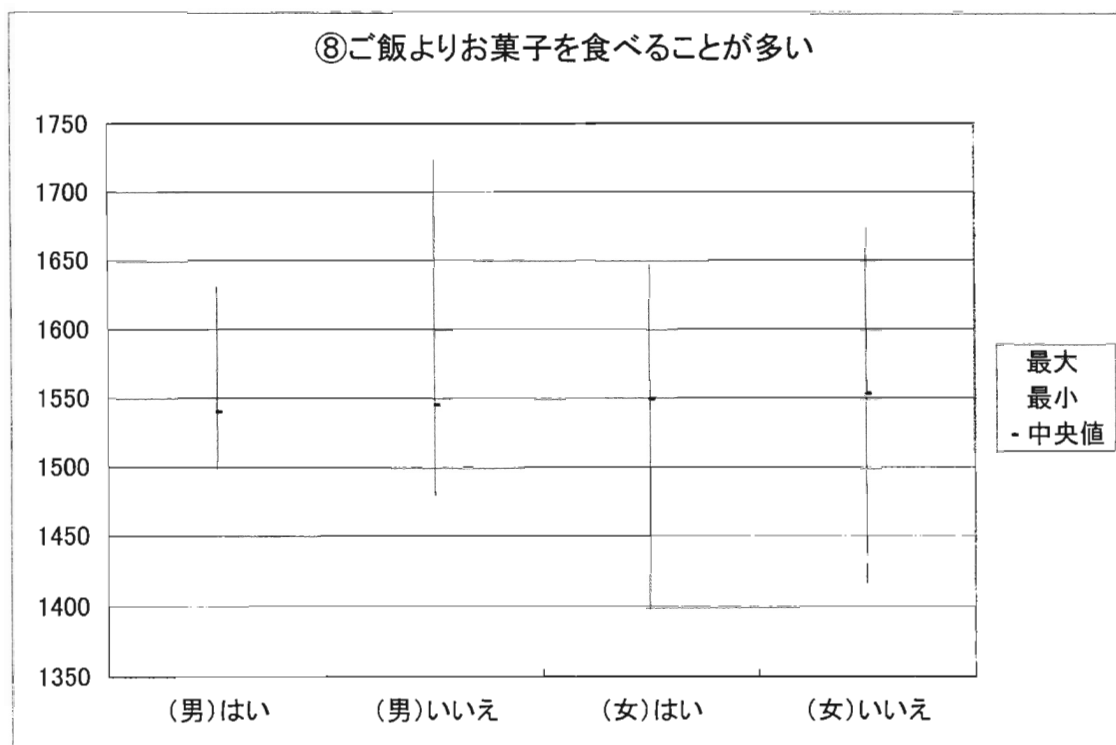 ⑧ご飯よりお菓子を食べることが多い
1750
1700
1650
1600
1550
1500
1450
1400
1350
(男)はい
(男)いいえ
(女)はい
(女)いいえ
最大
最小
中央値